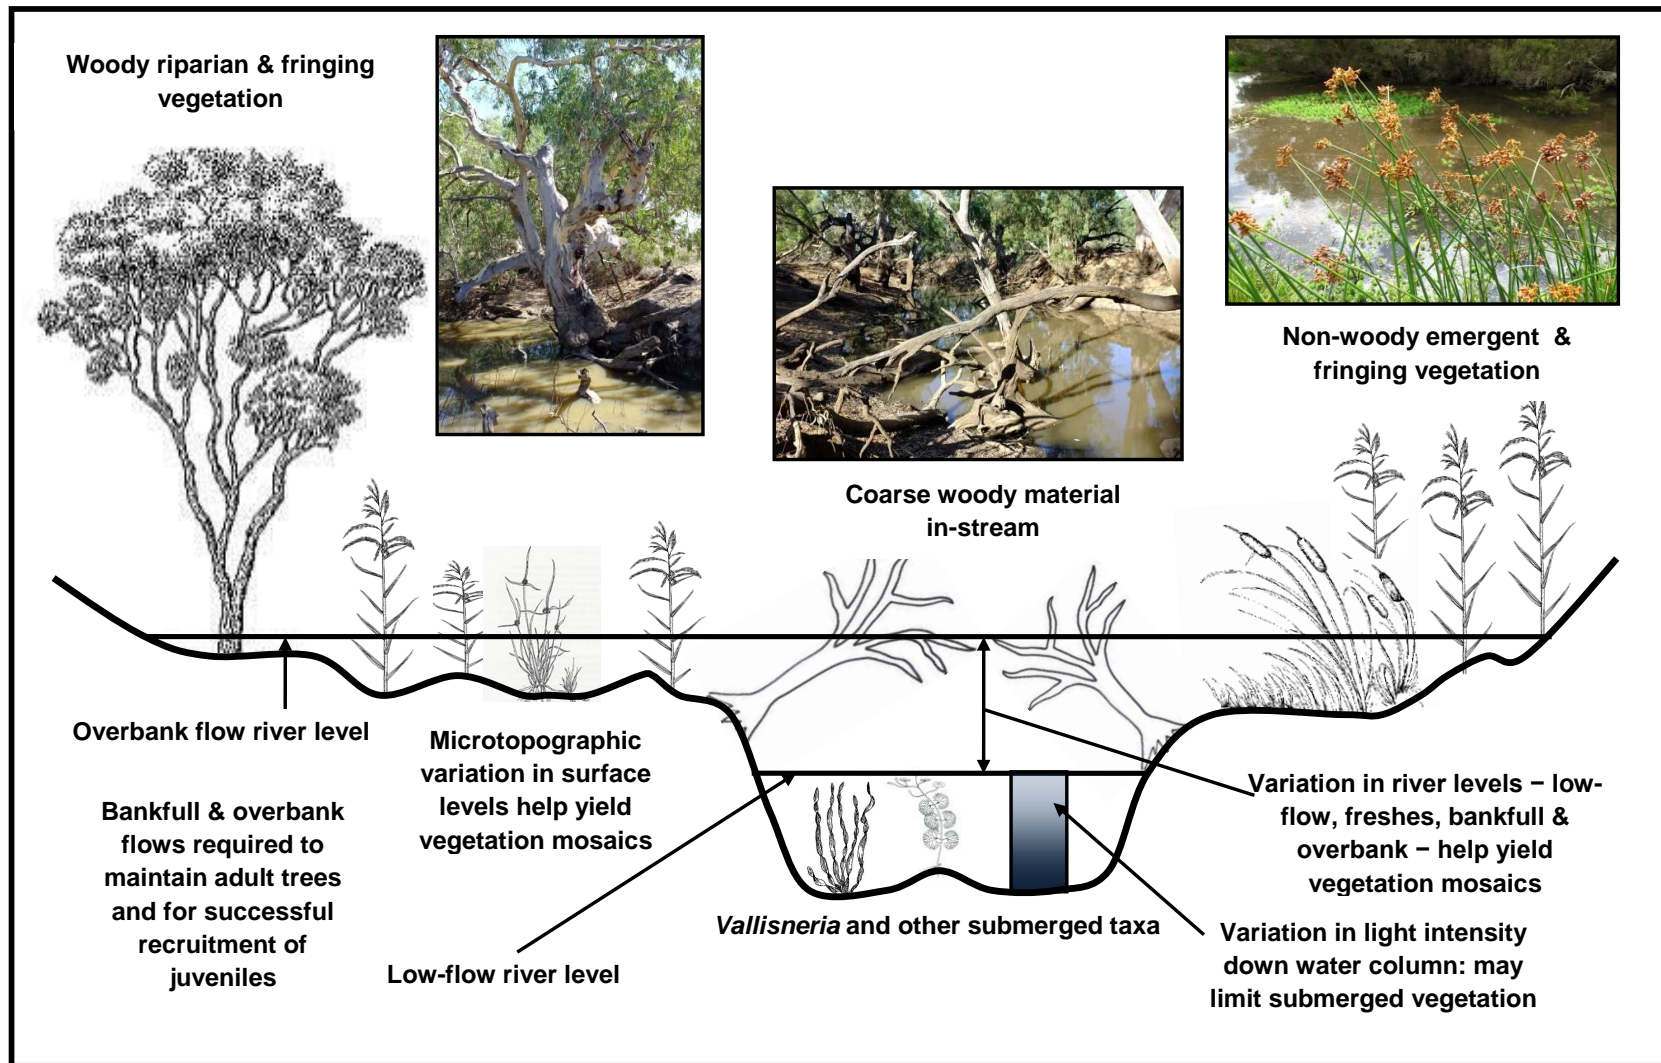 Woody riparian & fringing
vegetation
Non-woody emergent &
fringing vegetation
Coarse woody material
in-stream
Overbank flow river level
Bankfull & overbank
flows required to
maintain adult trees
and for successful
recruitment of
juveniles
Microtopographic
variation in surface
levels help yield
vegetation mosaics
Low-flow river level
Vallisneria and other submerged taxa
Variation in river levels – low-
flow, freshes, bankfull &
overbank – help yield
vegetation mosaics
Variation in light intensity
down water column: may
limit submerged vegetation